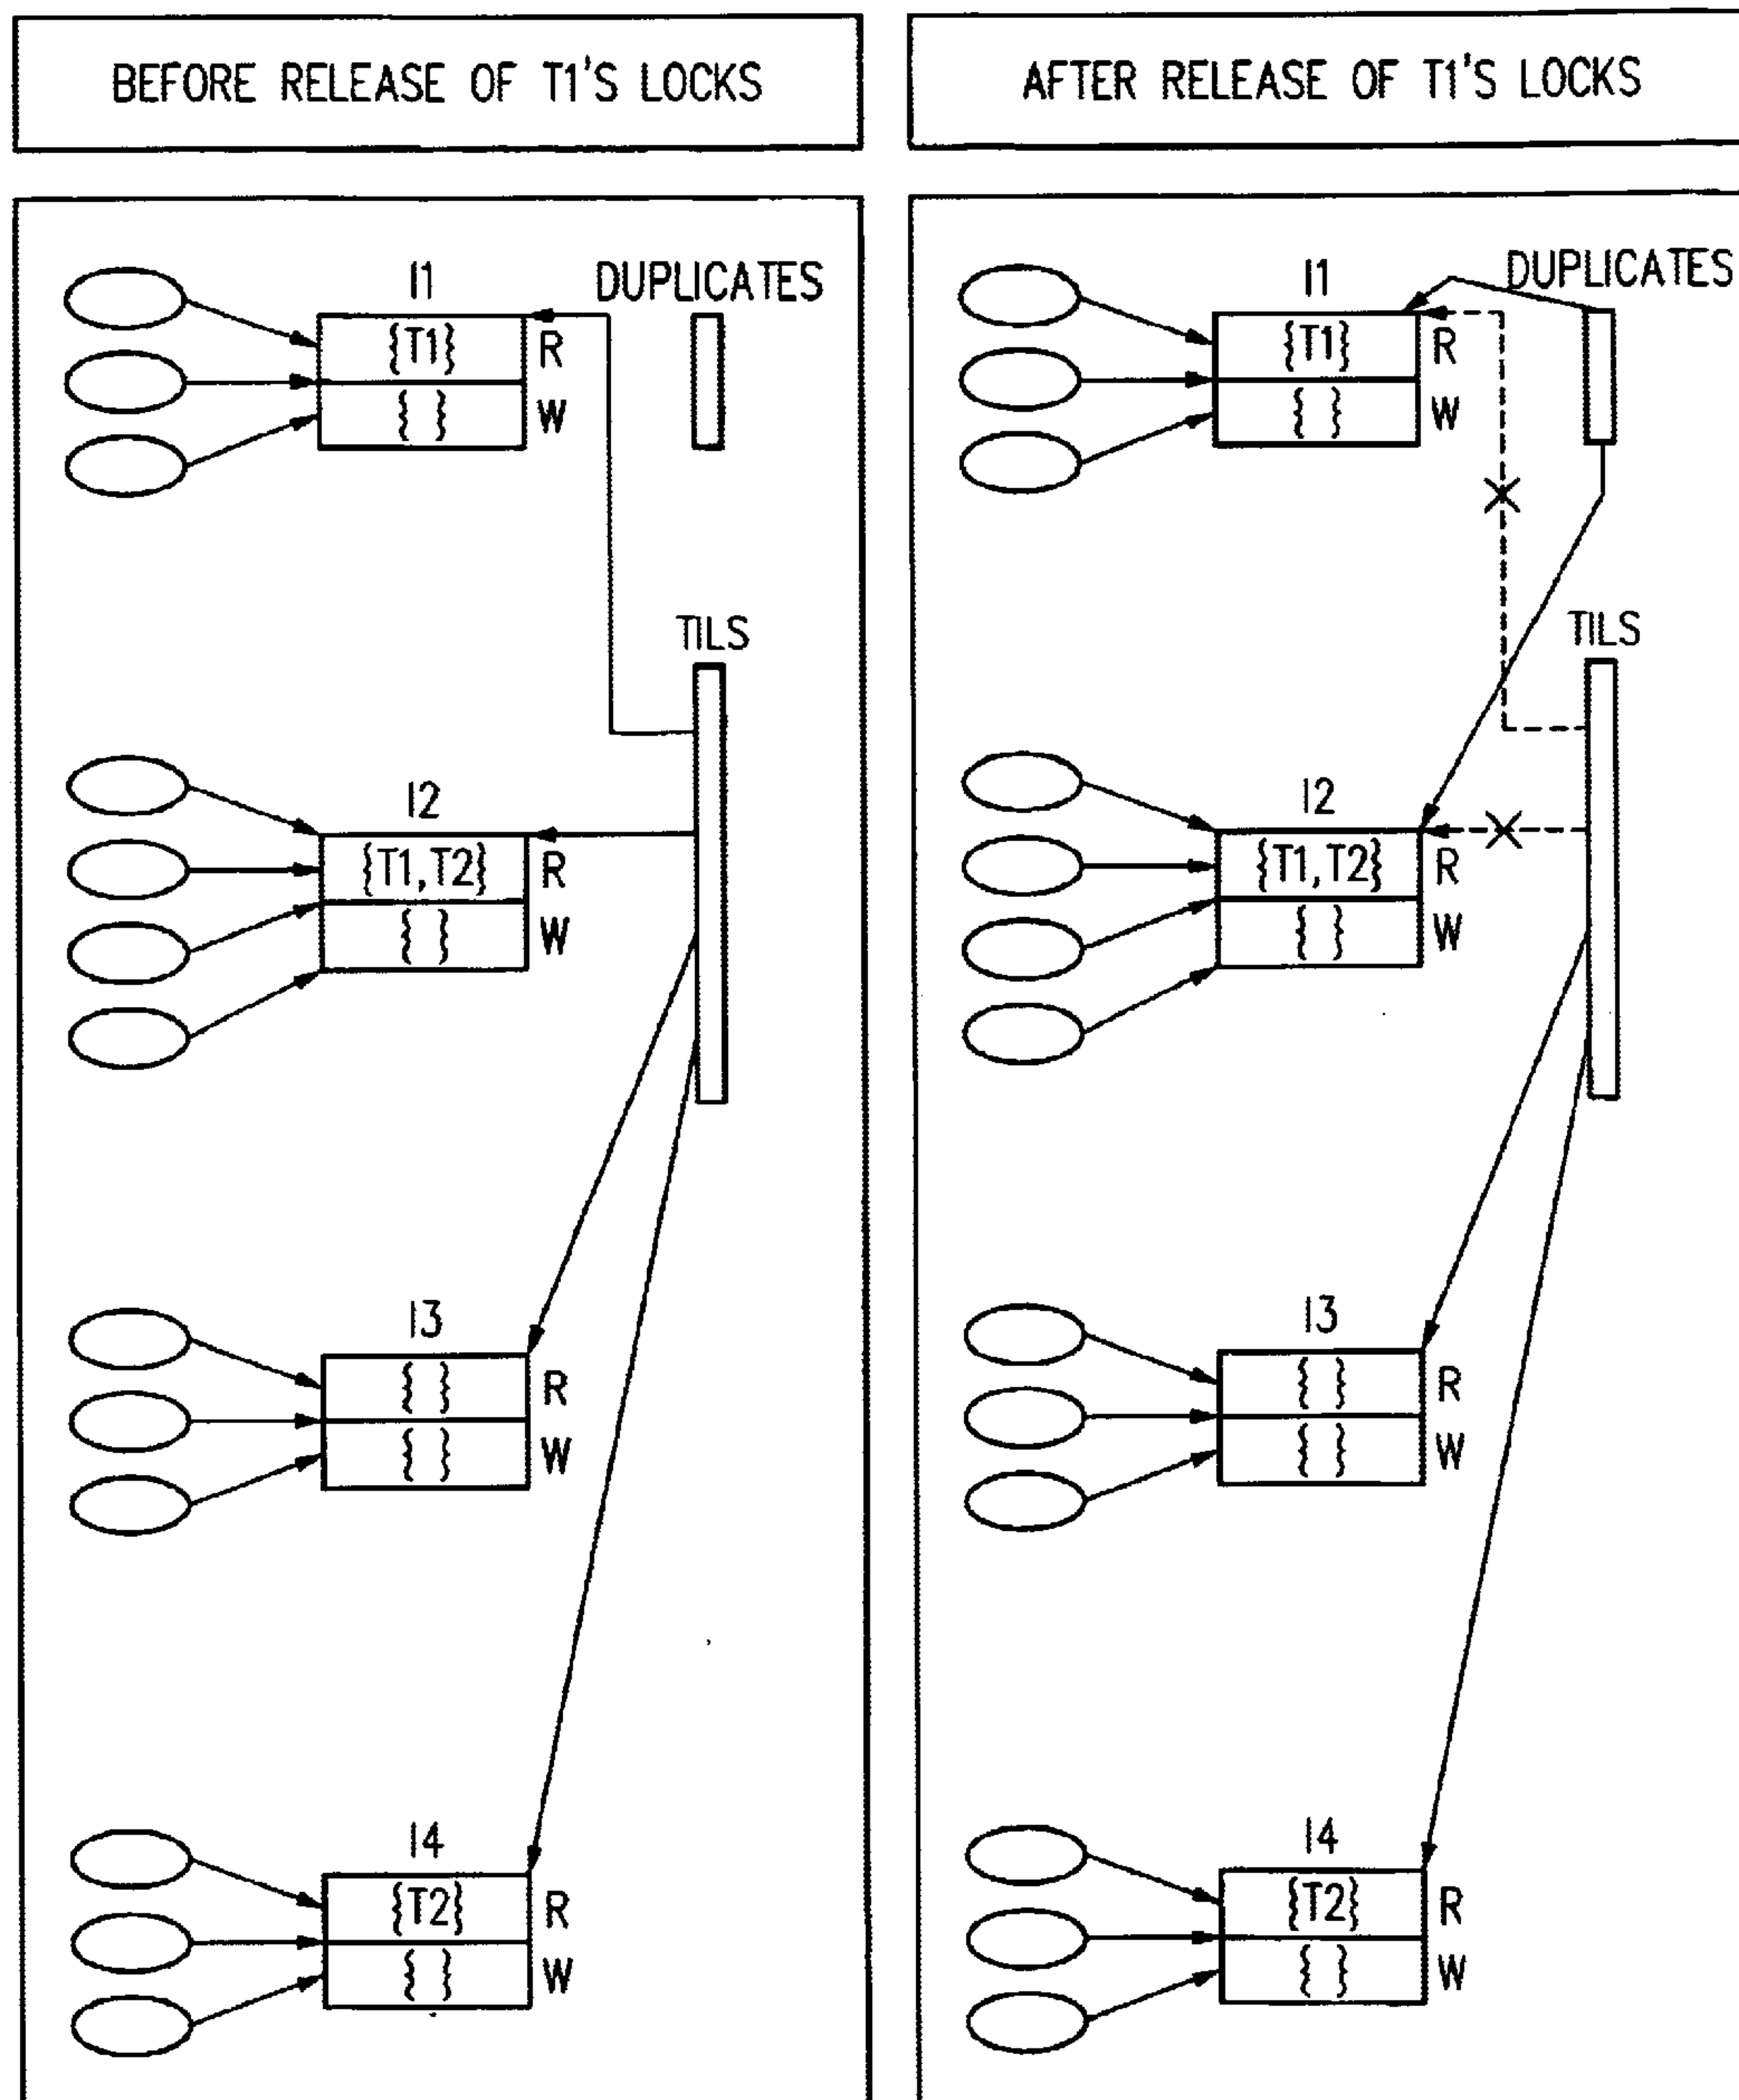 BEFORE RELEASE OF T1'S LOCKS
I1 DUPLICATES
{T1} R
{ } W
TILS
I2
{T1,T2} R
{ } W
I3
{ } R
{ } W
I4
{T2} R
{ } W
AFTER RELEASE OF T1'S LOCKS
I1 DUPLICATES
{T1} R
{ } W
TILS
I2
{T1,T2} R
{ } W
I3
{ } R
{ } W
I4
{T2} R
{ } W